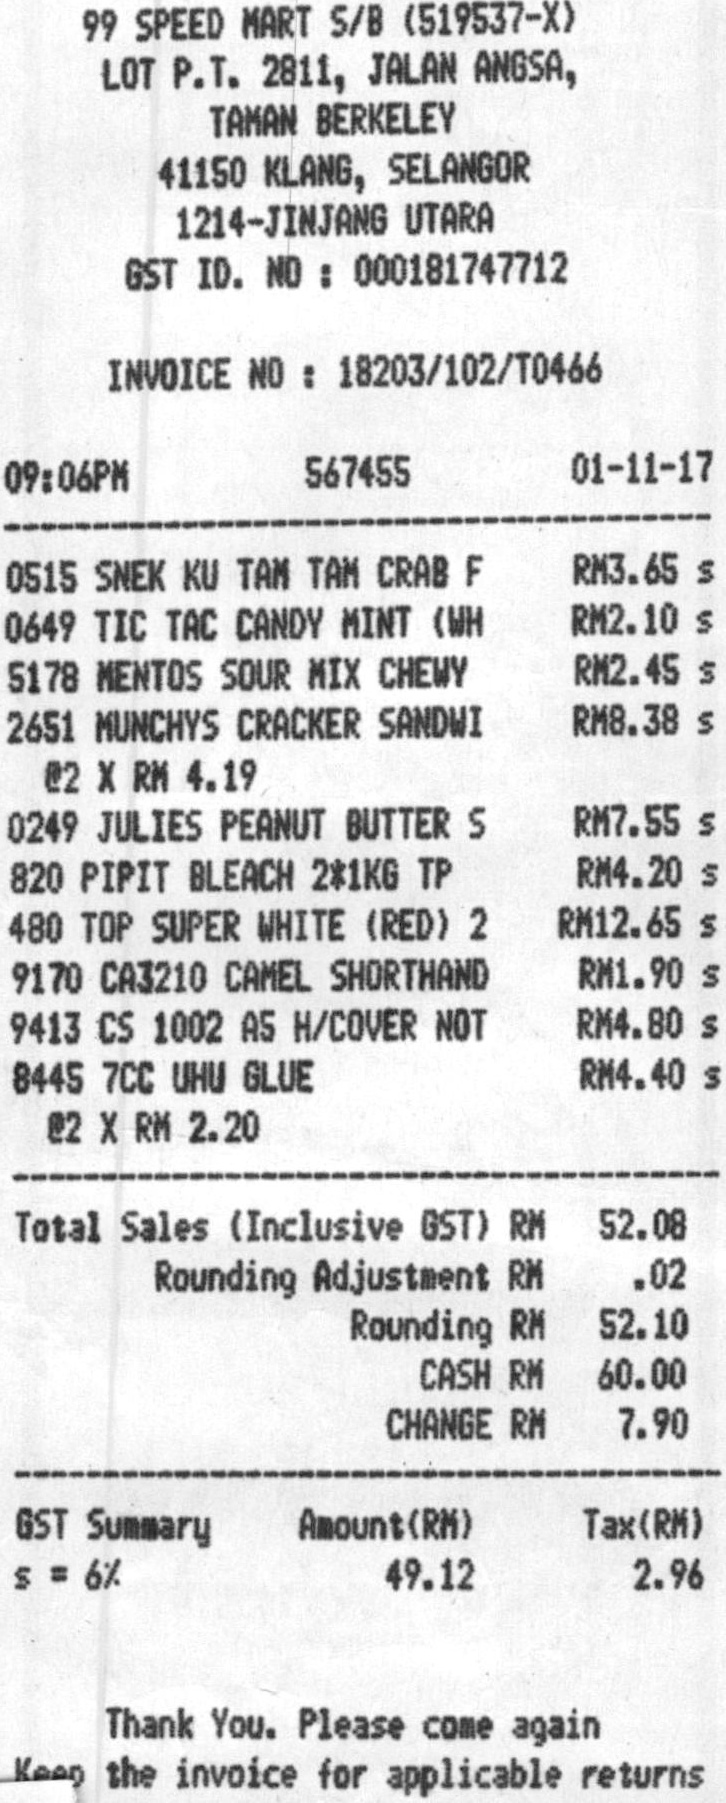 99 SPEED MART S/B (519537-X)
LOT P.T. 2811, JALAN ANGSA,
TAMAN BERKELEY
41150 KLANG, SELANGOR
1214-JINJANG UTARA
GST ID. NO : 000181747712
INVOICE NO : 18203/102/T0466
09:06PM 567455 01-11-17
0515 SNEK KU TAM TAM CRAB F RM3.65 s
0649 TIC TAC CANDY MINT (WH RM2.10 s
5178 MENTOS SOUR MIX CHEWY RM2.45 s
2651 MUNCHYS CRACKER SANDWI RM8.38 s
@2 X RM 4.19
0249 JULIES PEANUT BUTTER S RM7.55 s
820 PIPIT BLEACH 2*1KG TP RM4.20 s
480 TOP SUPER WHITE (RED) 2 RM12.65 s
9170 CA3210 CAMEL SHORTHAND RM1.90 s
9413 CS 1002 A5 H/COVER NOT RM4.80 s
8445 7CC UHU GLUE RM4.40 s
@2 X RM 2.20
Total Sales (Inclusive GST) RM 52.08
Rounding Adjustment RM .02
Rounding RM 52.10
CASH RM 60.00
CHANGE RM 7.90
GST Summary Amount(RM) Tax(RM)
s = 6% 49.12 2.96
Thank You. Please come again
Keep the invoice for applicable returns